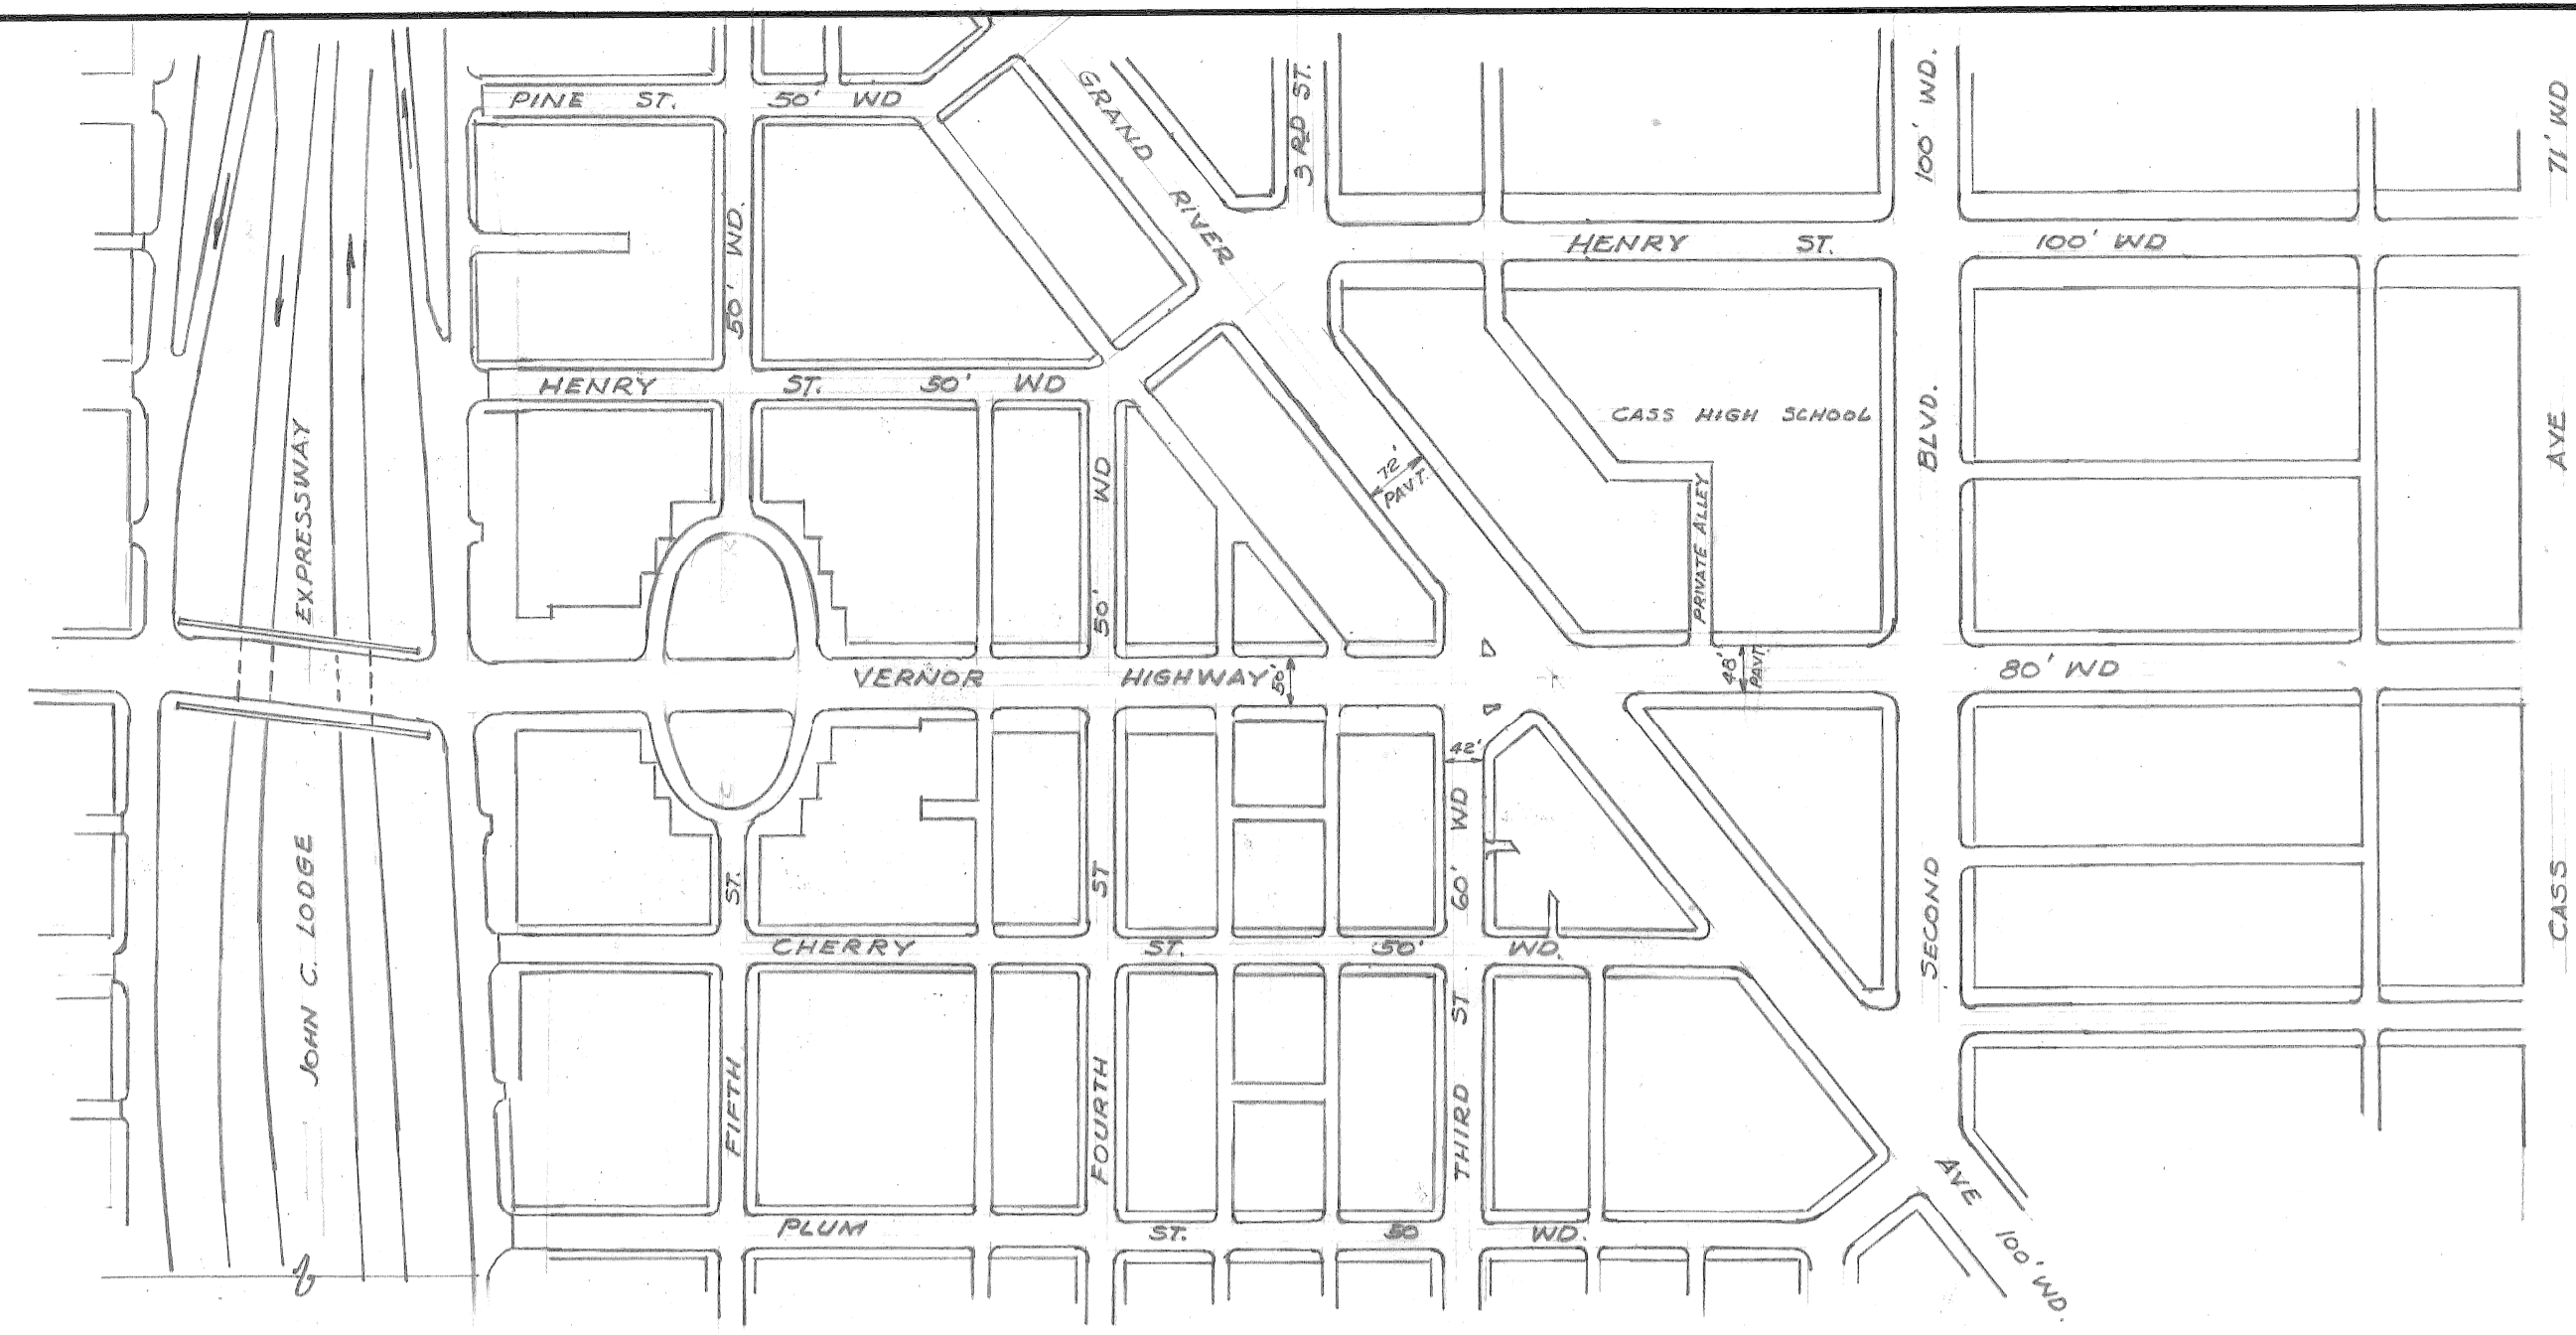 PINE ST. 50' WD
GRAND RIVER
3 RD ST.
100' WD.
71' WD
HENRY ST. 100' WD
50' WD.
HENRY ST. 50' WD
CASS HIGH SCHOOL
BLVD.
AVE
EXPRESSWAY
50' WD
72'
PAVT.
PRIVATE ALLEY
VERNOR HIGHWAY
50'
48'
PAVT.
80' WD
42'
60' WD
JOHN C. LODGE
ST.
ST
SECOND
CASS
CHERRY ST. 50' WD.
FIFTH
FOURTH
THIRD ST.
AVE 100' WD.
PLUM ST. 50 WD.